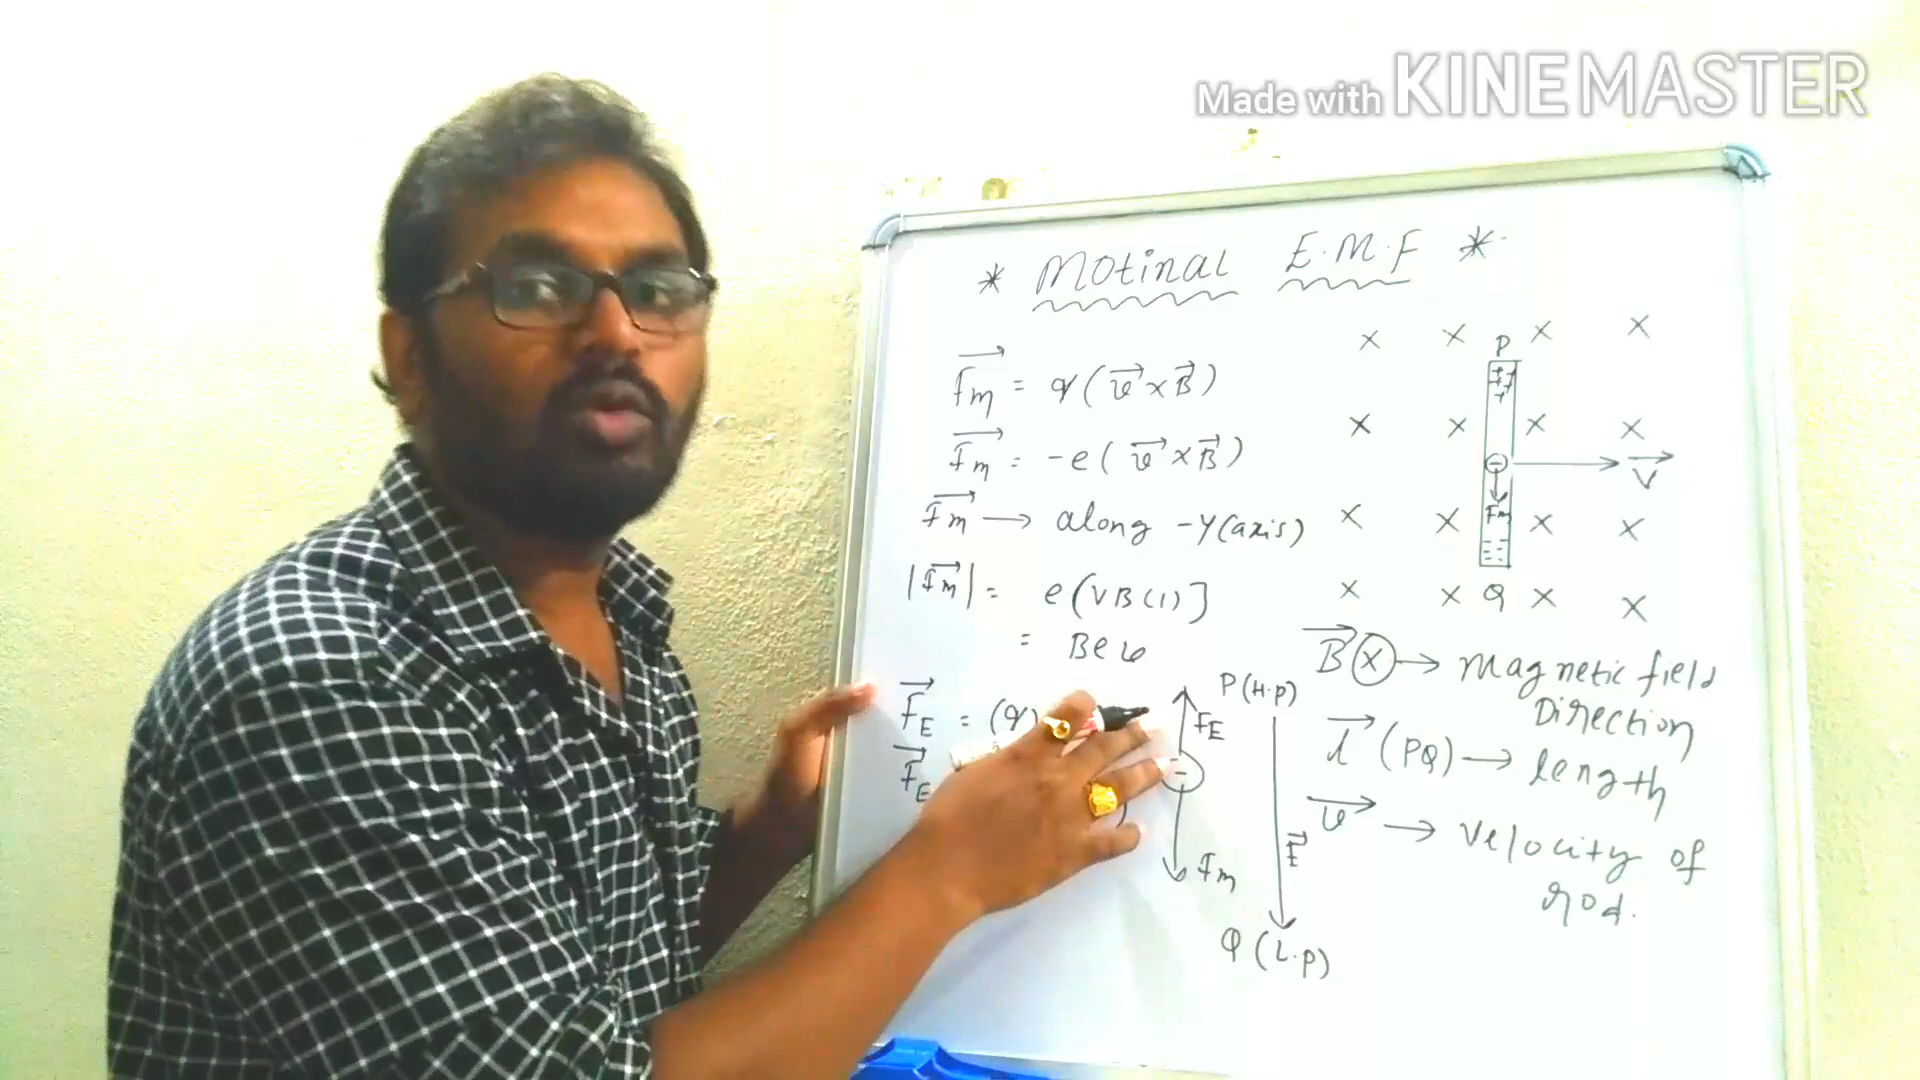 Made with KINEMASTER
* Motinal E.M.F *
Fm = q(v × B)
Fm = -e(v × B)
Fm → along -Y(axis)
|Fm| = e(VB(1)]
= Bev
FE = (q)
FE
P(H.P)
FE
-
Fm
E
Q (L.P)
× × P × ×
+ +
+
× × × ×
- → V
Fm
× × × ×
× × Q × ×
B ⊗ → Magnetic field
Direction
l (PQ) → length
v → Velocity of
rod.